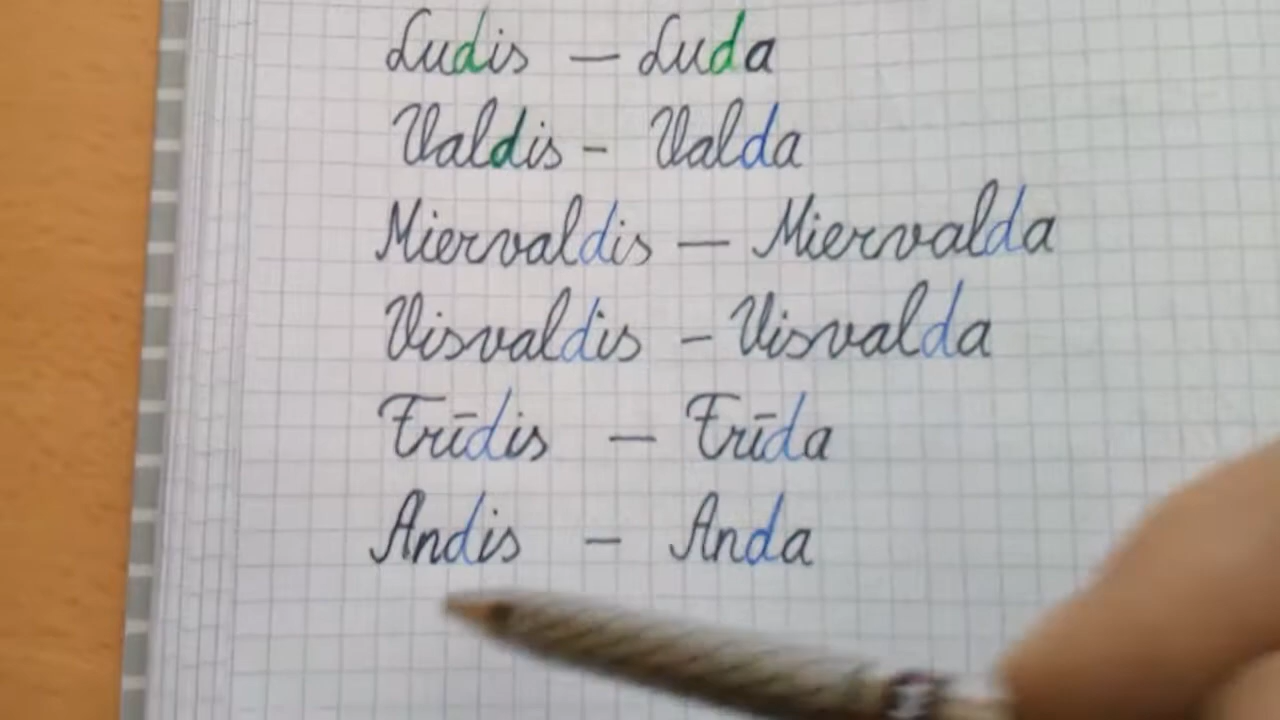 Ludis — Luda
Valdis - Valda
Miervaldis — Miervalda
Visvaldis - Visvalda
Frīdis — Frīda
Andis - Anda